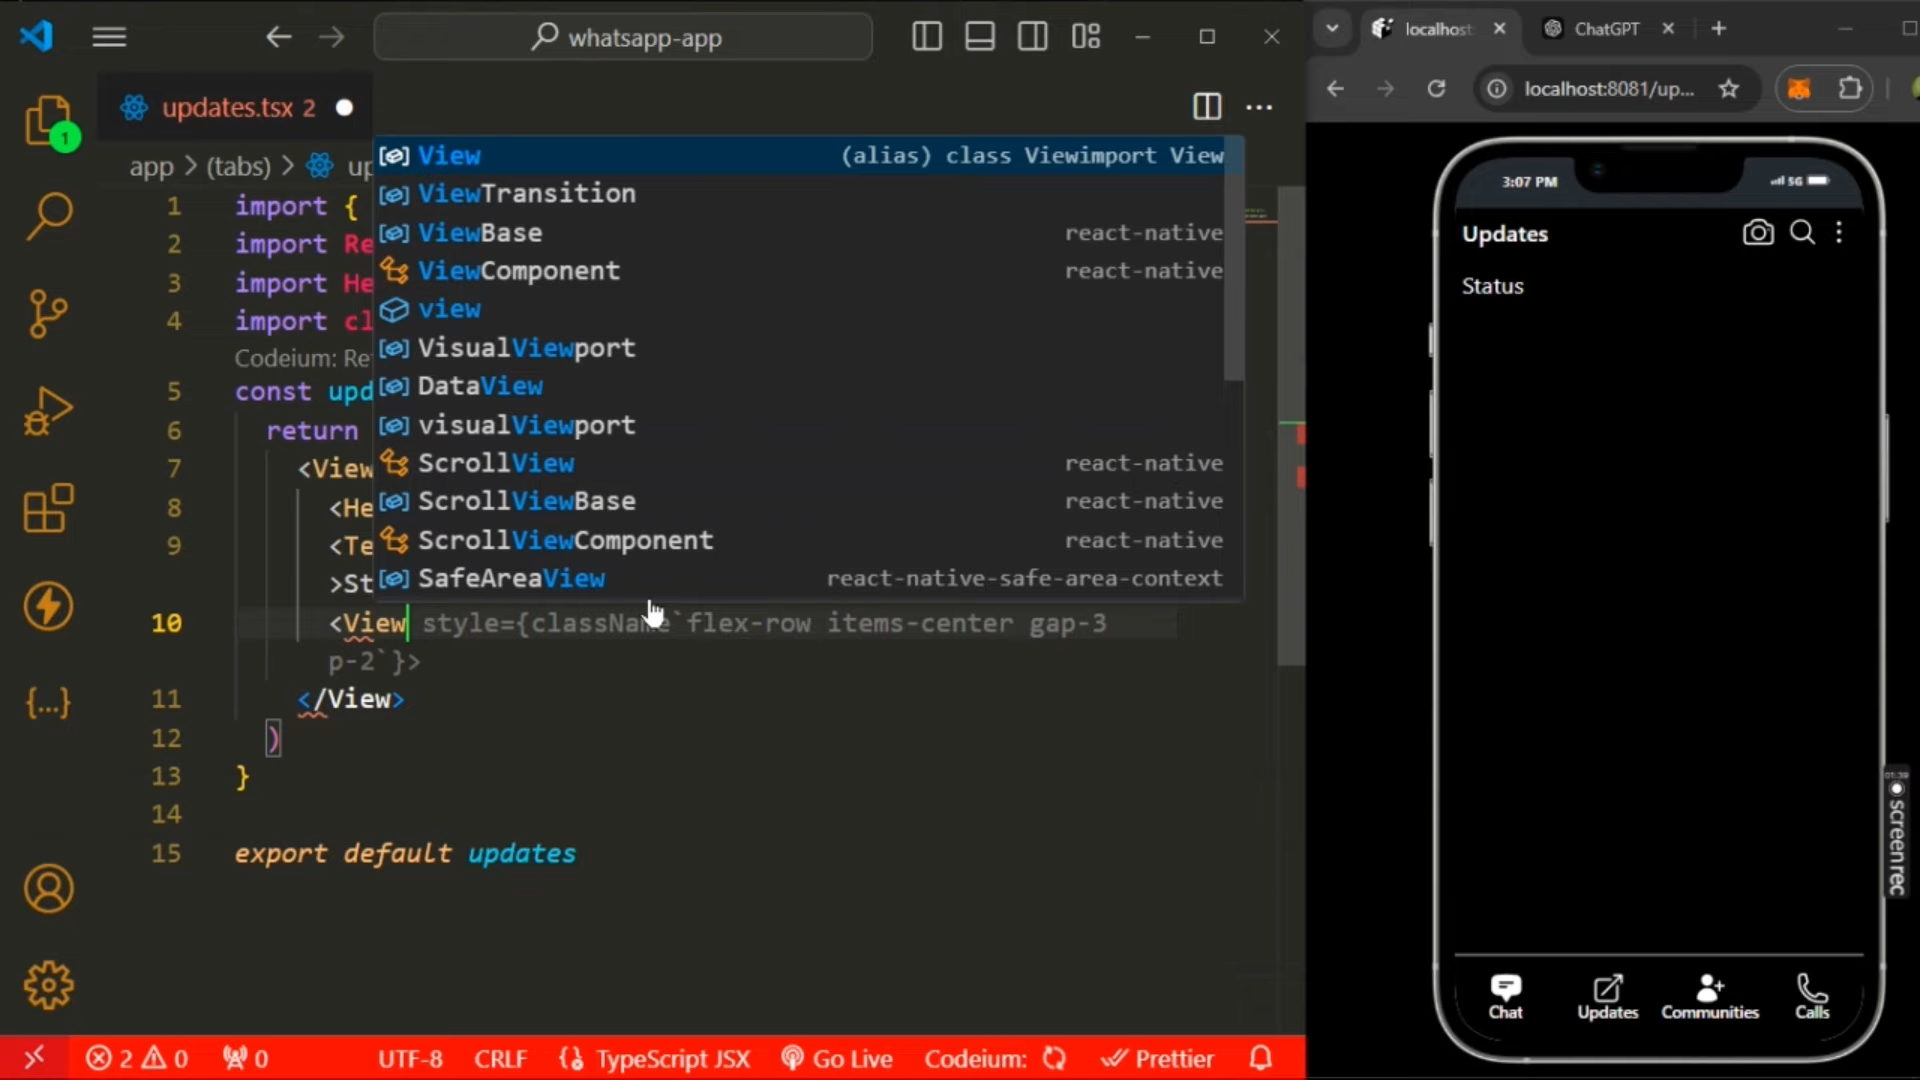 whatsapp-app
updates.tsx 2
app > (tabs) > up
1 import {
2 import Re
3 import He
4 import cl
Codeium: Re
5 const upd
6 return
7 <View
8 <He
9 <Te
>St
10 <View style={className`flex-row items-center gap-3
p-2`}>
11 </View>
12 )
13 }
14
15 export default updates
View (alias) class Viewimport View
ViewTransition
ViewBase react-native
ViewComponent react-native
view
VisualViewport
DataView
visualViewport
ScrollView react-native
ScrollViewBase react-native
ScrollViewComponent react-native
SafeAreaView react-native-safe-area-context
1
{...}
2 0 0 UTF-8 CRLF {} TypeScript JSX Go Live Codeium: Prettier
localhost: ChatGPT
localhost:8081/up...
3:07 PM 5G
Updates
Status
Chat Updates Communities Calls
01:39
screenrec